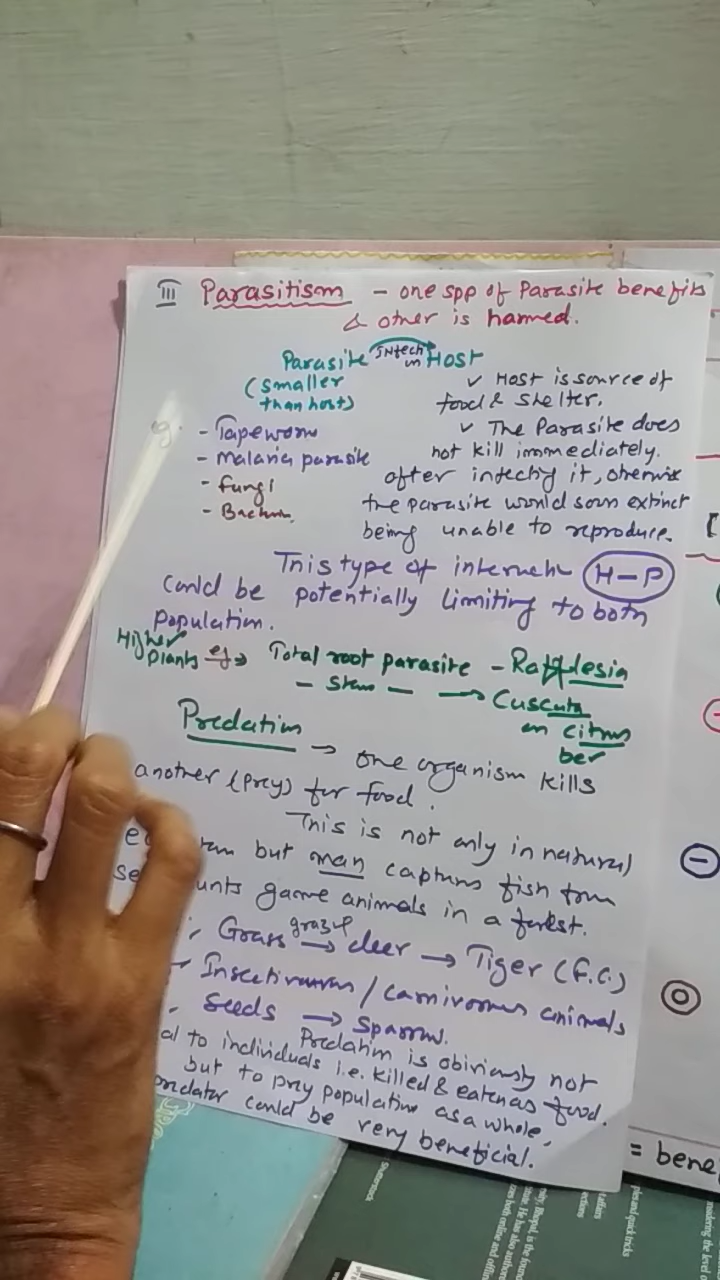 III Parasitism - one spp of Parasite benefits
& other is harmed.
Parasite infection Host
(smaller
than host)
✓ Host is source of
food & shelter.
✓ The Parasite does
not kill immediately.
after infecting it, otherwise
the parasite would soon extinct
being unable to reproduce.
eg.
- Tapeworm
- malaria parasite
- Fungi
- Bacteria.
This type of H-P
could be potentially limiting to both
population.
Higher
plants eg → Total root parasite - Rafflesia
- Stem - → Cuscuta
on citrus
ber
Predation
→ one organism kills
another (prey) for food.
This is not only in natural
but man captures fish from
game animals in a forest.
Grass grazed → deer → Tiger (F.C.)
Insectivorous / carnivorous animals
Seeds → Sparrow.
Predation is obviously not
to individuals i.e. killed & eaten as food.
but to prey population as a whole,
predator could be very beneficial.
= bene
Shutterstock